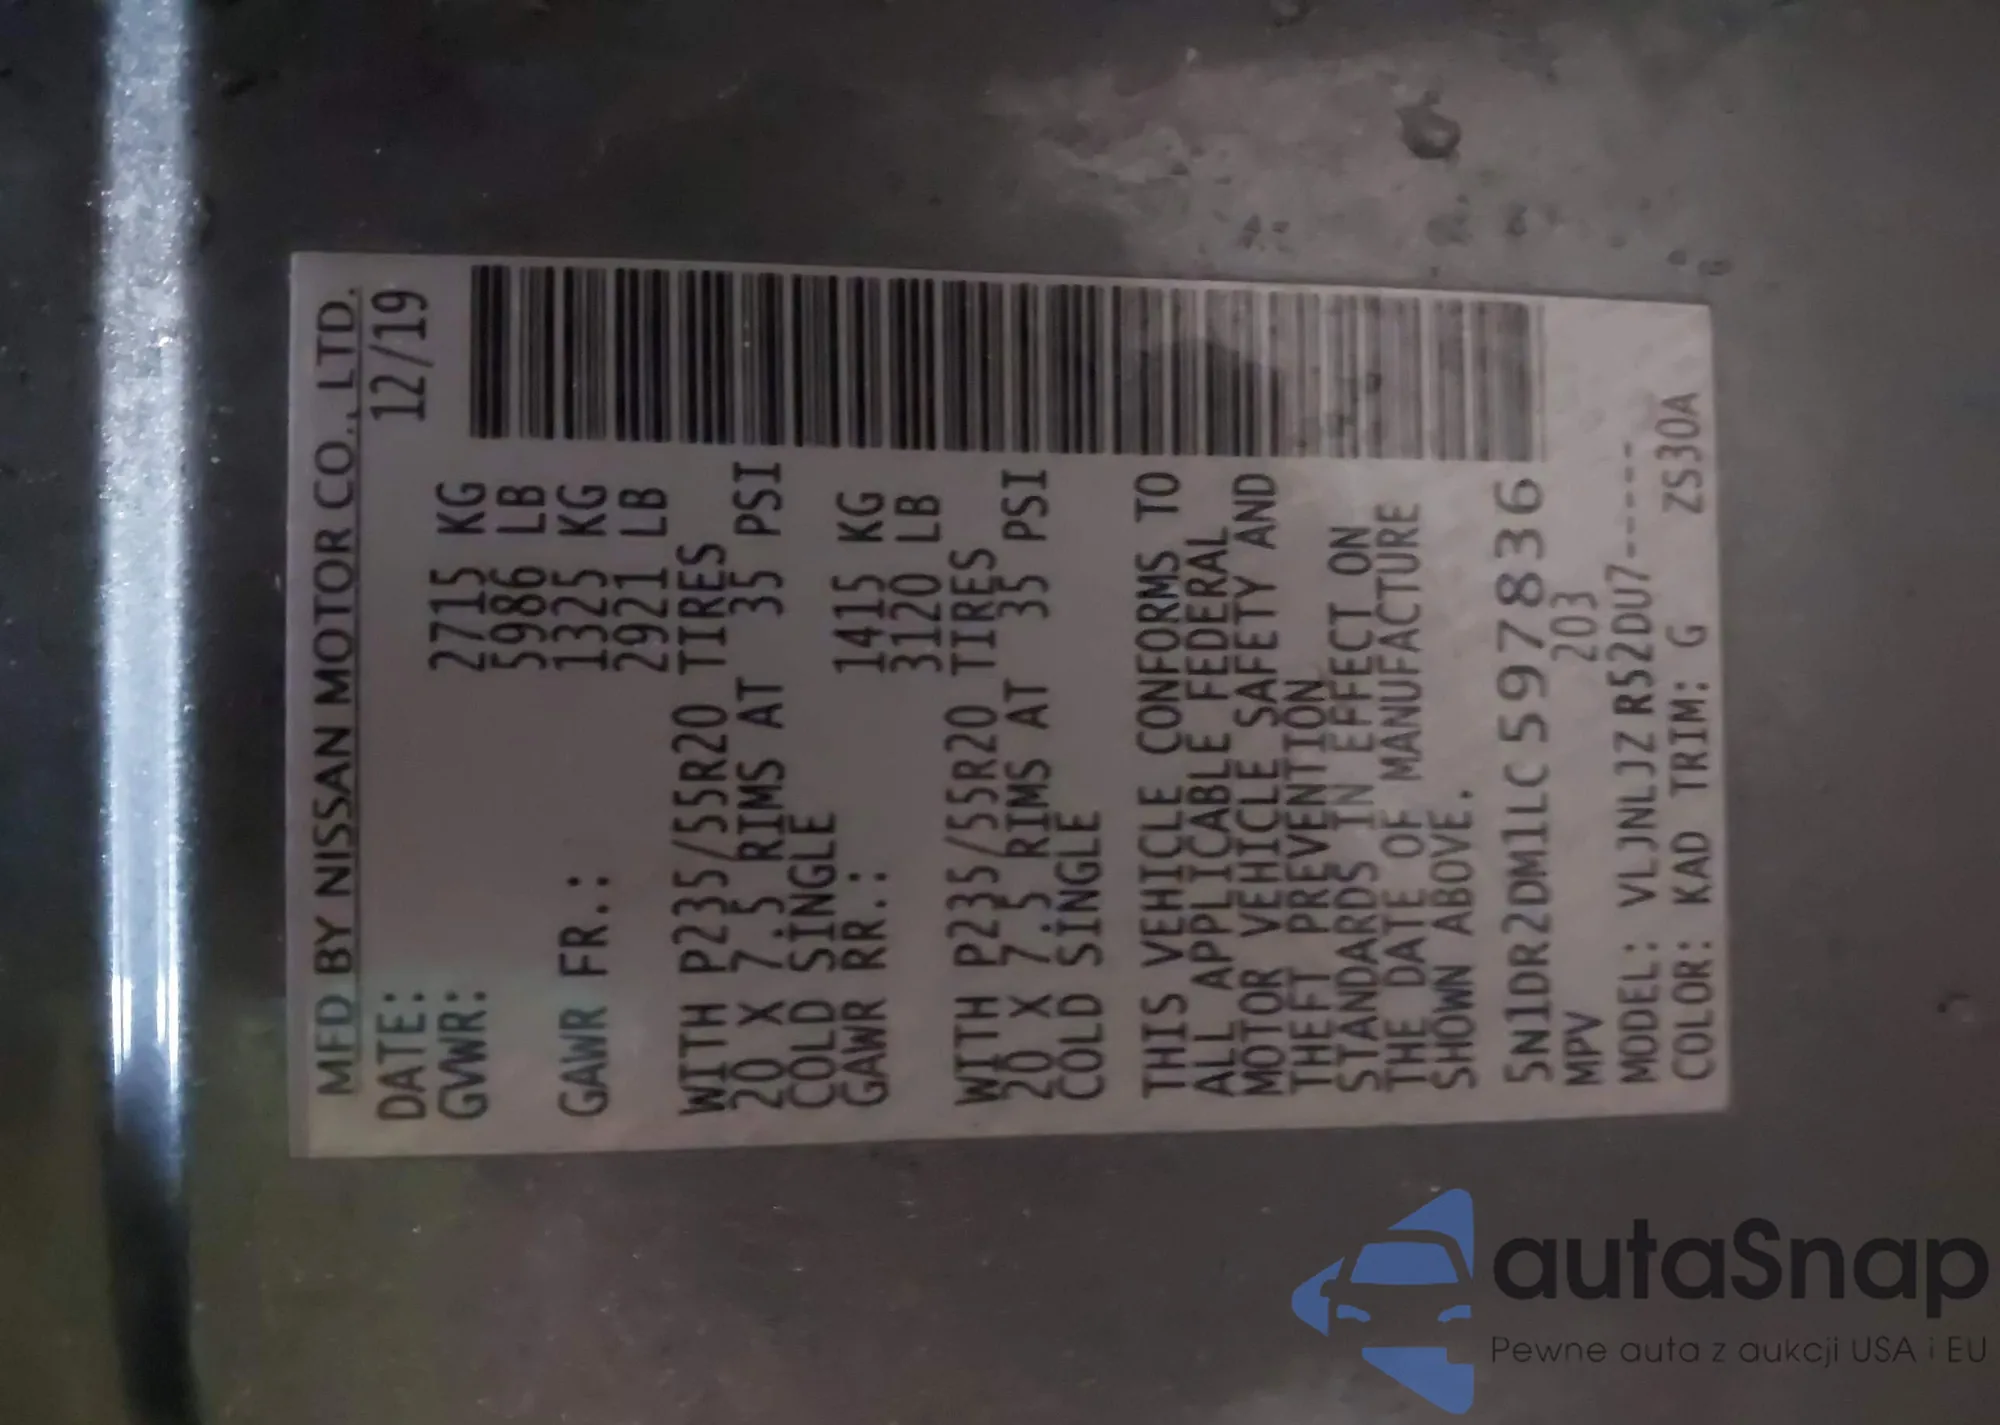 MFD BY NISSAN MOTOR CO., LTD.
DATE: 12/19
GVWR: 2715 KG
5986 LB
GAWR FR.: 1325 KG
2921 LB
WITH P235/55R20 TIRES
20 X 7.5 RIMS AT 35 PSI
COLD SINGLE
GAWR RR.: 1415 KG
3120 LB
WITH P235/55R20 TIRES
20 X 7.5 RIMS AT 35 PSI
COLD SINGLE
THIS VEHICLE CONFORMS TO
ALL APPLICABLE FEDERAL
MOTOR VEHICLE SAFETY AND
THEFT PREVENTION
STANDARDS IN EFFECT ON
THE DATE OF MANUFACTURE
SHOWN ABOVE.
5N1DR2DM1LC597836
MPV 203
MODEL: VLJNLJZ R52DU7-----
COLOR: KAD TRIM: G ZS30A
autaSnap
Pewne auta z aukcji USA i EU